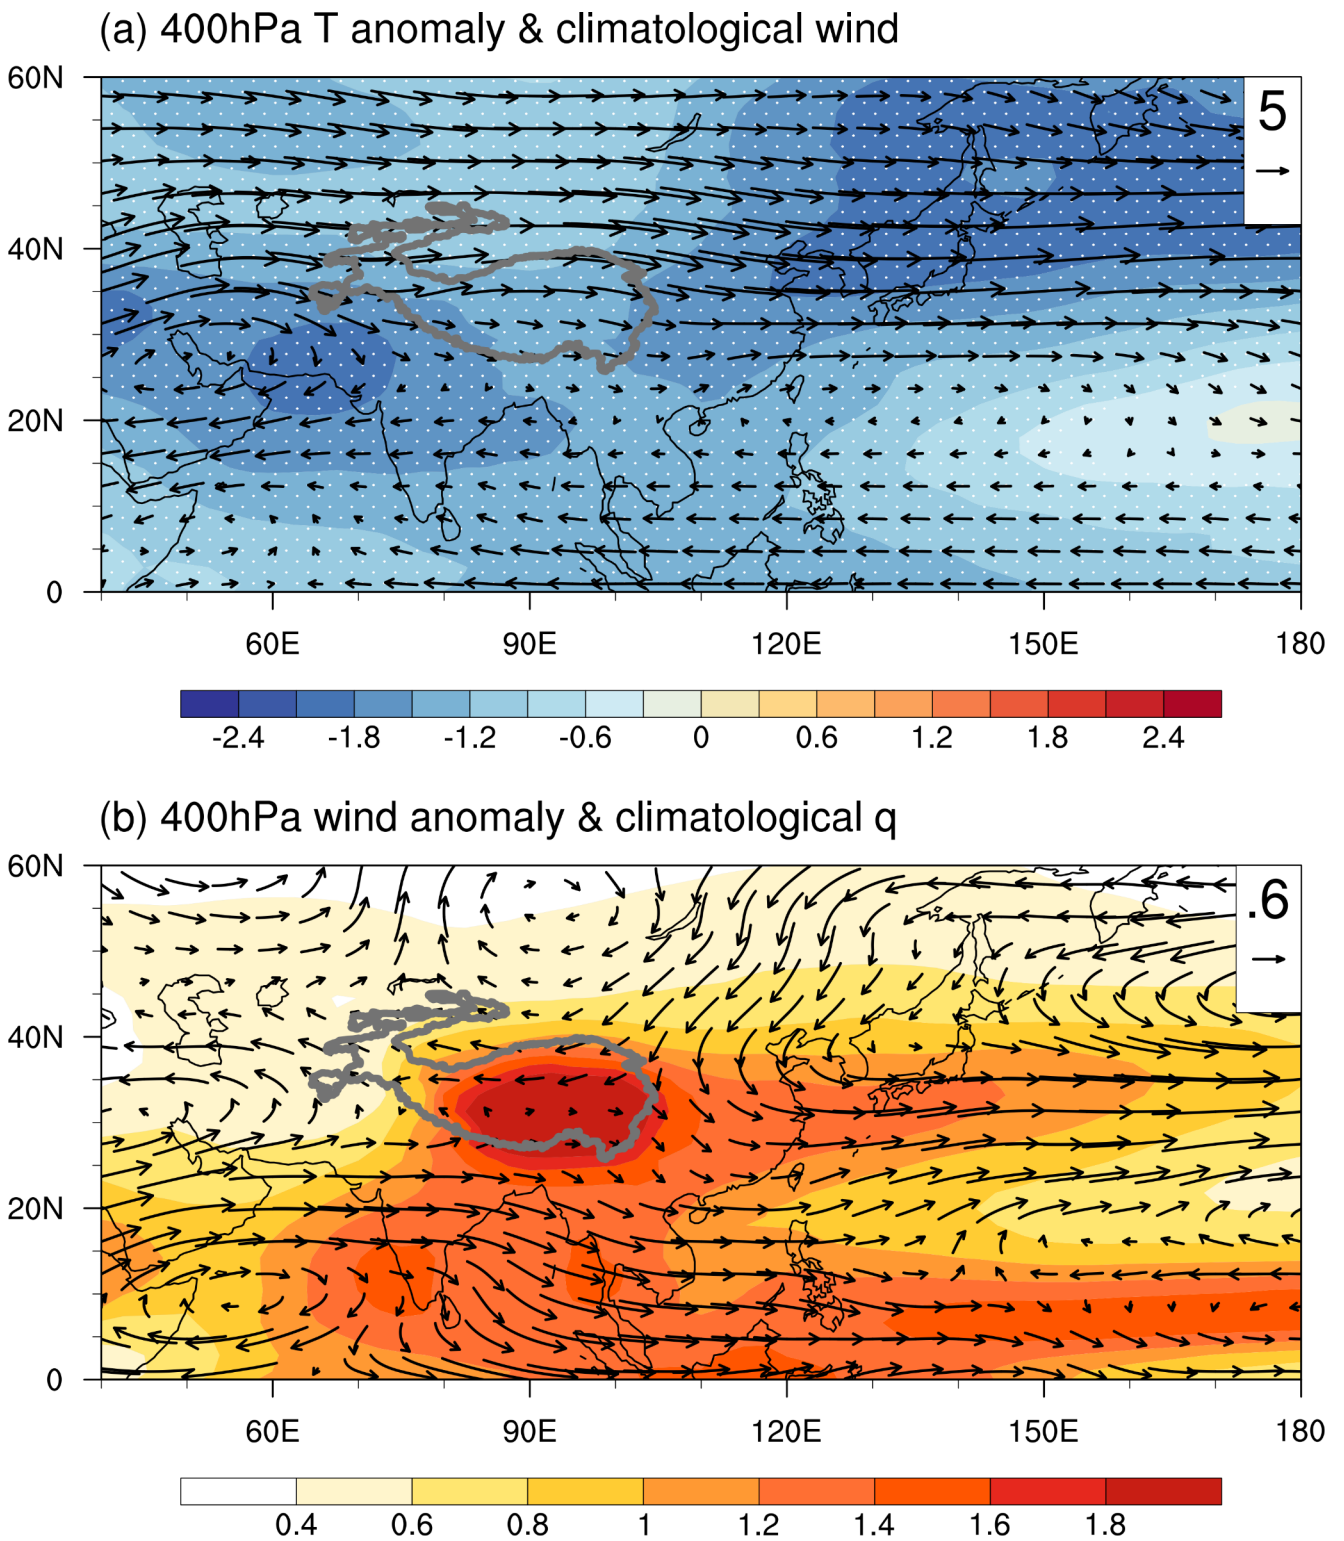 (a) 400hPa T anomaly & climatological wind
60N
5
40N
20N
0
60E 90E 120E 150E 180
-2.4 -1.8 -1.2 -0.6 0 0.6 1.2 1.8 2.4
(b) 400hPa wind anomaly & climatological q
60N
.6
40N
20N
0
60E 90E 120E 150E 180
0.4 0.6 0.8 1 1.2 1.4 1.6 1.8